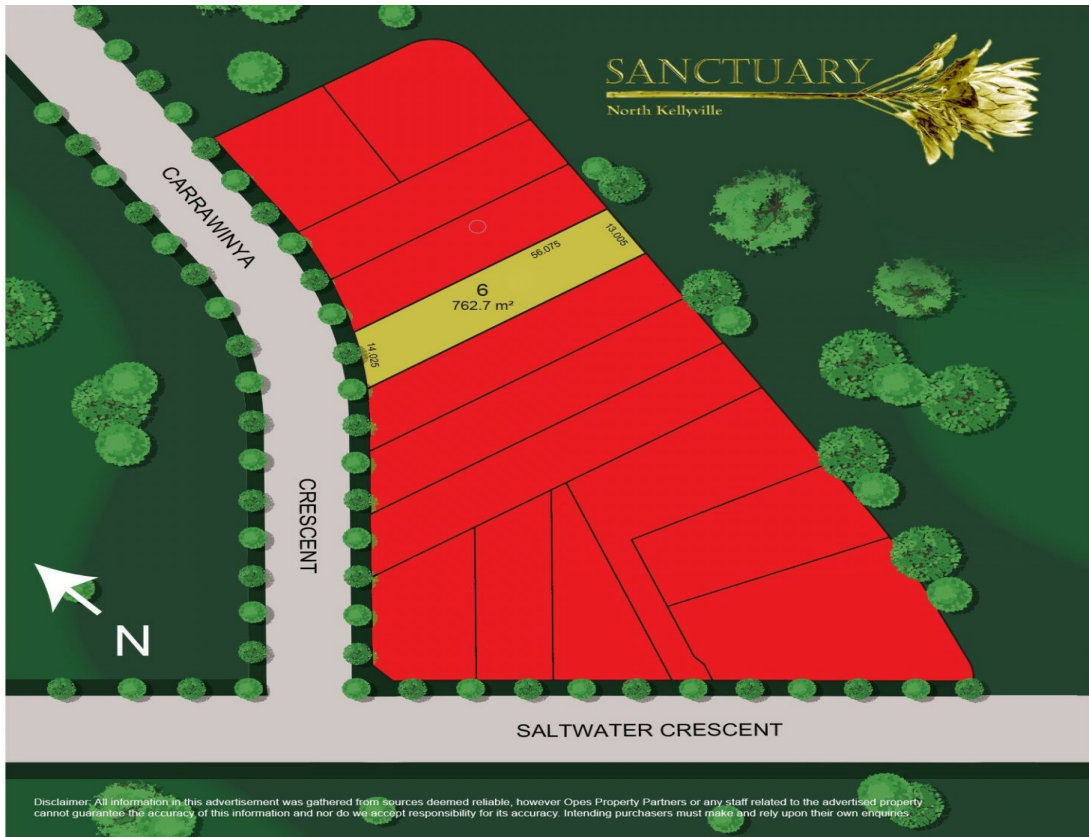 SANCTUARY
North Kellyville
CARRAWINYA
56.075
13.005
6
762.7 m²
14.025
CRESCENT
N
SALTWATER CRESCENT
Disclaimer: All information in this advertisement was gathered from sources deemed reliable, however Opes Property Partners or any staff related to the advertised property
cannot guarantee the accuracy of this information and nor do we accept responsibility for its accuracy. Intending purchasers must make and rely upon their own enquiries